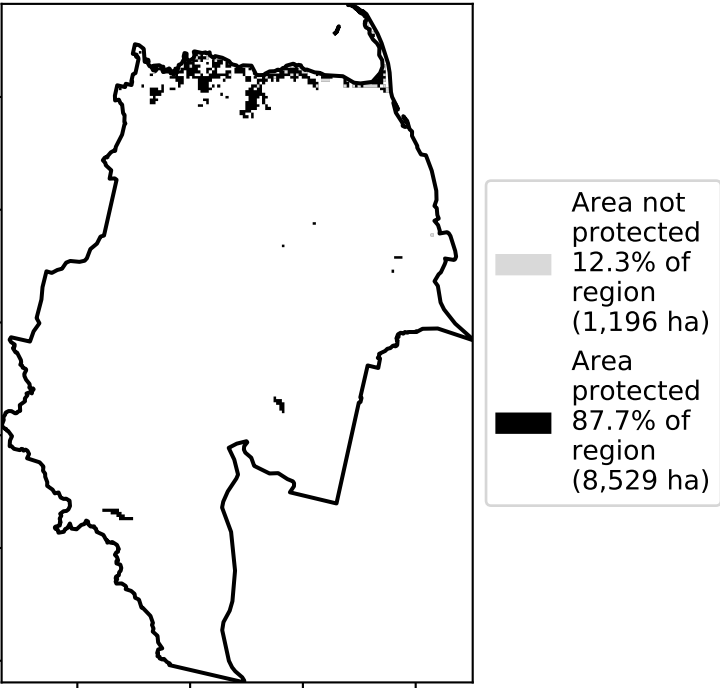 Area not
protected
12.3% of
region
(1,196 ha)
Area
protected
87.7% of
region
(8,529 ha)